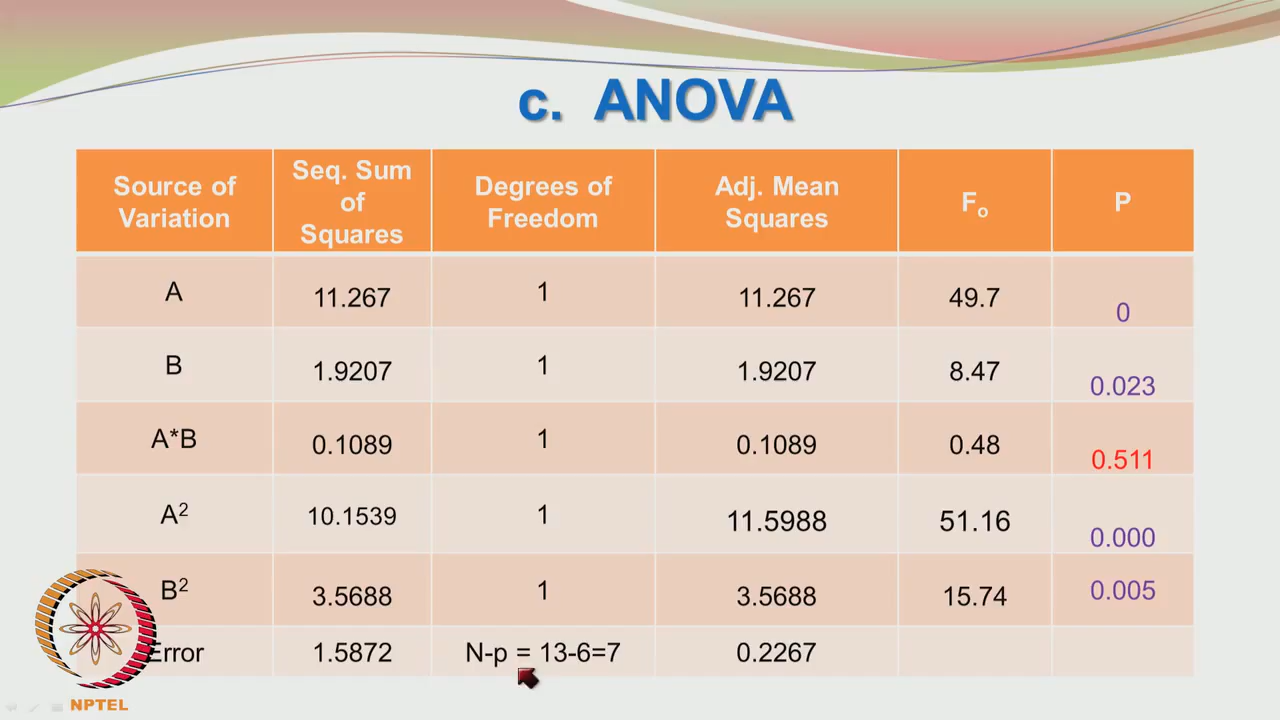 c. ANOVA
Source of Variation
Seq. Sum of Squares
Degrees of Freedom
Adj. Mean Squares
Fo
P
A 11.267 1 11.267 49.7 0
B 1.9207 1 1.9207 8.47 0.023
A*B 0.1089 1 0.1089 0.48 0.511
A² 10.1539 1 11.5988 51.16 0.000
B² 3.5688 1 3.5688 15.74 0.005
Error 1.5872 N-p = 13-6=7 0.2267
NPTEL